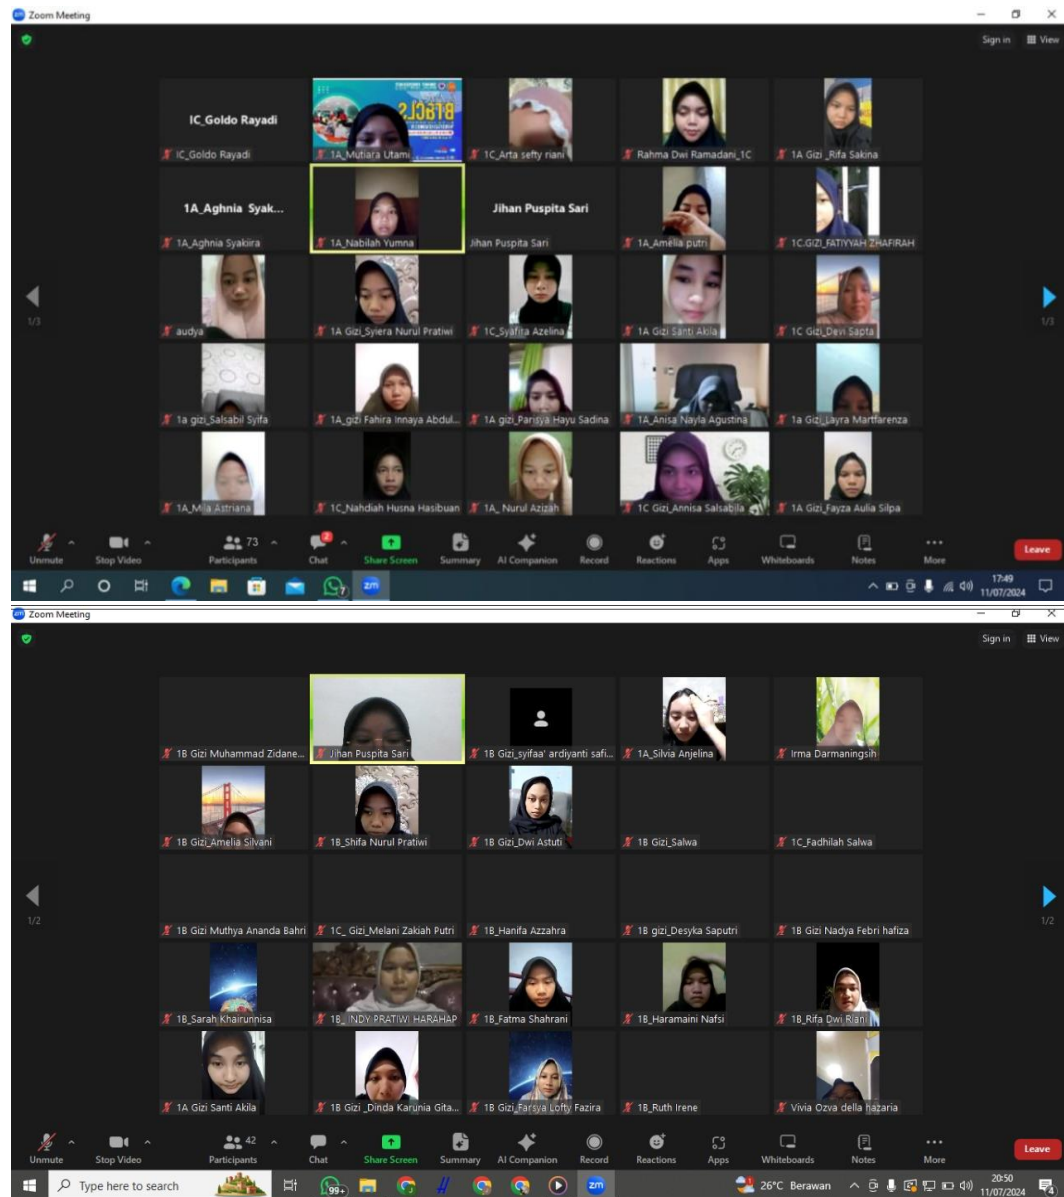 Zoom Meeting
Sign in View
IC_Goldo Rayadi
IC_Goldo Rayadi
1A_Mutiara Utami
1C_Arta sefty riani
Rahma Dwi Ramadani_1C
1A Gizi _Rifa Sakina
1A_Aghnia Syak...
1A_Aghnia Syakira
1A_Nabilah Yumna
Jihan Puspita Sari
Jihan Puspita Sari
1A_Amelia putri
1C.GIZI_FATIYYAH ZHAFIRAH
audya
1A Gizi_Syiera Nurul Pratiwi
1C_Syafira Azelina
1A Gizi Santi Akila
1C Gizi_Devi Sapta
1/3
1/3
1a gizi_Salsabil Syifa
1A_gizi Fahira Innaya Abdul...
1A gizi_Parisya Hayu Sadina
1A_Anisa Nayla Agustina
1a Gizi_Layra Martfarenza
1A_Mila Astriana
1C_Nahdiah Husna Hasibuan
1A_ Nurul Azizah
1C Gizi_Annisa Salsabila
1A Gizi_Fayza Aulia Silpa
73
2
Unmute Stop Video Participants Chat Share Screen Summary AI Companion Record Reactions Apps Whiteboards Notes More Leave
7 zm 17:49
11/07/2024
Zoom Meeting
Sign in View
1B Gizi Muhammad Zidane...
Jihan Puspita Sari
1B Gizi_syifaa' ardiyanti safi...
1A_Silvia Anjelina
Irma Darmaningsih
1B Gizi_Amelia Silvani
1B_Shifa Nurul Pratiwi
1B Gizi_Dwi Astuti
1B Gizi_Salwa
1C_Fadhilah Salwa
1/2
1/2
1B Gizi Muthya Ananda Bahri
1C_ Gizi_Melani Zakiah Putri
1B_Hanifa Azzahra
1B gizi_Desyka Saputri
1B Gizi Nadya Febri hafiza
1B_Sarah Khairunnisa
1B_ INDY PRATIWI HARAHAP
1B_Fatma Shahrani
1B_Haramaini Nafsi
1B_Rifa Dwi Riani
1A Gizi Santi Akila
1B Gizi _Dinda Karunia Gita...
1B Gizi_Farsya Lofty Fazira
1B_Ruth Irene
Vivia Ozva della hazaria
42
Unmute Stop Video Participants Chat Share Screen Summary AI Companion Record Reactions Apps Whiteboards Notes More Leave
Type here to search 99+ zm 26°C Berawan 20:50
11/07/2024 4